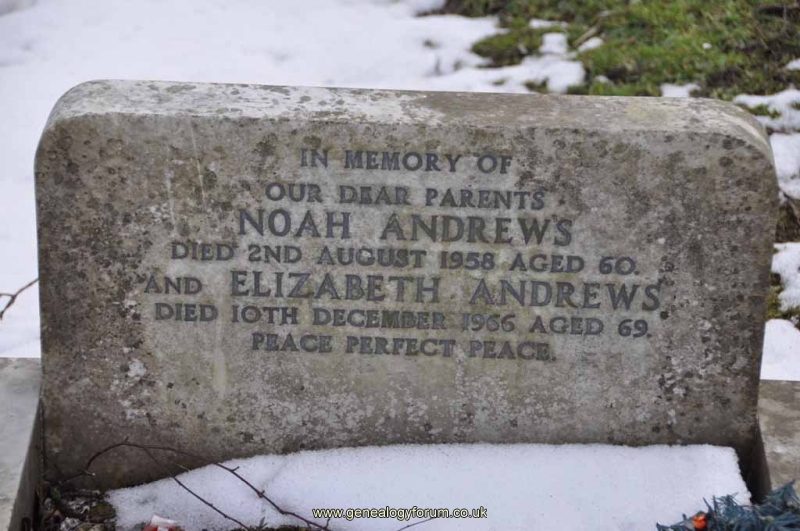 IN MEMORY OF
OUR DEAR PARENTS
NOAH ANDREWS
DIED 2ND AUGUST 1958 AGED 60.
AND ELIZABETH ANDREWS
DIED 10TH DECEMBER 1966 AGED 69.
PEACE PERFECT PEACE.
www.genealogyforum.co.uk